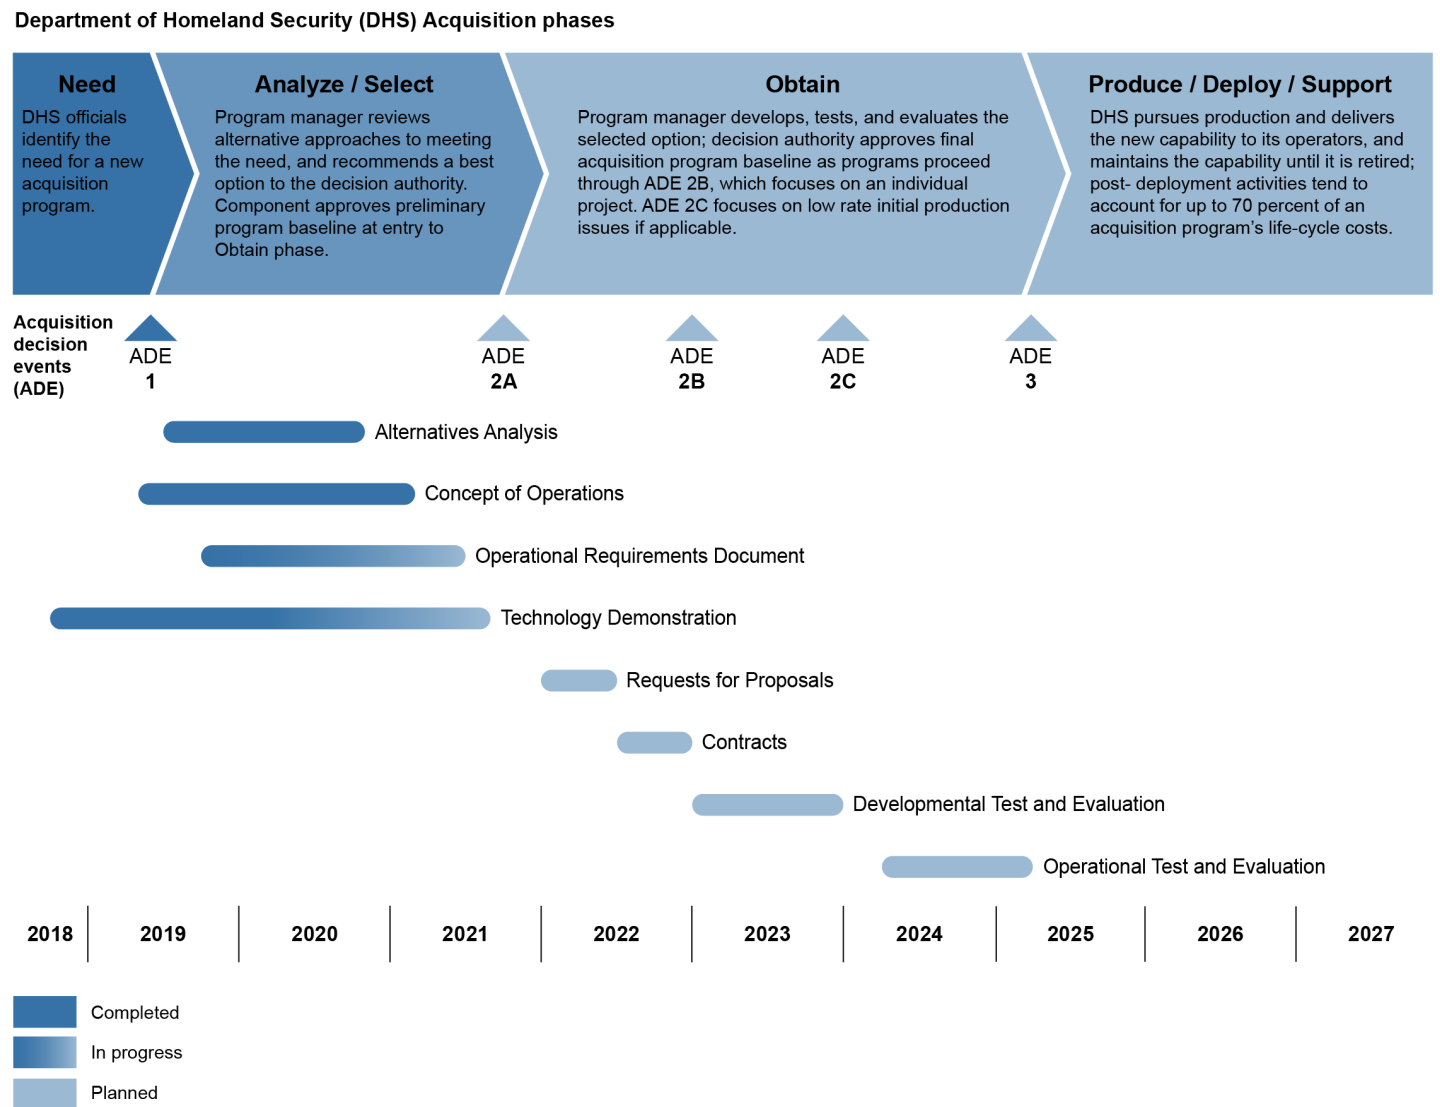 Department of Homeland Security (DHS) Acquisition phases
Need
DHS officials
identify the
need for a new
acquisition
program.
Analyze / Select
Program manager reviews
alternative approaches to meeting
the need, and recommends a best
option to the decision authority.
Component approves preliminary
program baseline at entry to
Obtain phase.
Obtain
Program manager develops, tests, and evaluates the
selected option; decision authority approves final
acquisition program baseline as programs proceed
through ADE 2B, which focuses on an individual
project. ADE 2C focuses on low rate initial production
issues if applicable.
Produce / Deploy / Support
DHS pursues production and delivers
the new capability to its operators, and
maintains the capability until it is retired;
post- deployment activities tend to
account for up to 70 percent of an
acquisition program’s life-cycle costs.
Acquisition
decision
events
(ADE)
ADE
1
ADE
2A
ADE
2B
ADE
2C
ADE
3
Alternatives Analysis
Concept of Operations
Operational Requirements Document
Technology Demonstration
Requests for Proposals
Contracts
Developmental Test and Evaluation
Operational Test and Evaluation
2018 2019 2020 2021 2022 2023 2024 2025 2026 2027
Completed
In progress
Planned